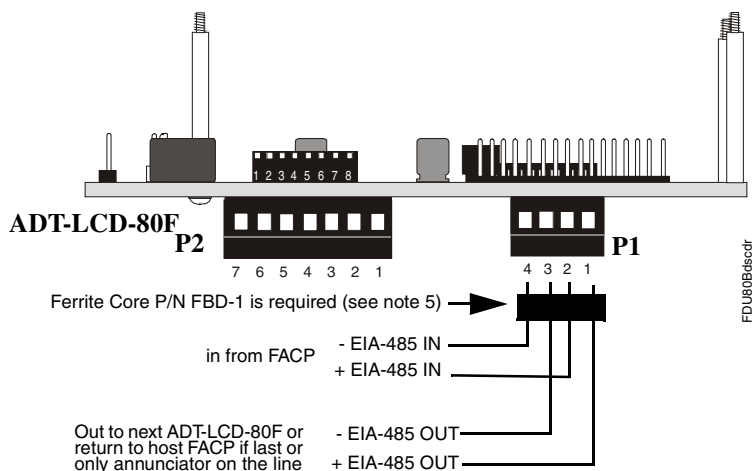 1 2 3 4 5 6 7 8
ADT-LCD-80F
P2
P1
7 6 5 4 3 2 1
4 3 2 1
Ferrite Core P/N FBD-1 is required (see note 5)
in from FACP
- EIA-485 IN
+ EIA-485 IN
Out to next ADT-LCD-80F or
return to host FACP if last or
only annunciator on the line
- EIA-485 OUT
+ EIA-485 OUT
FDU80Bdscdr